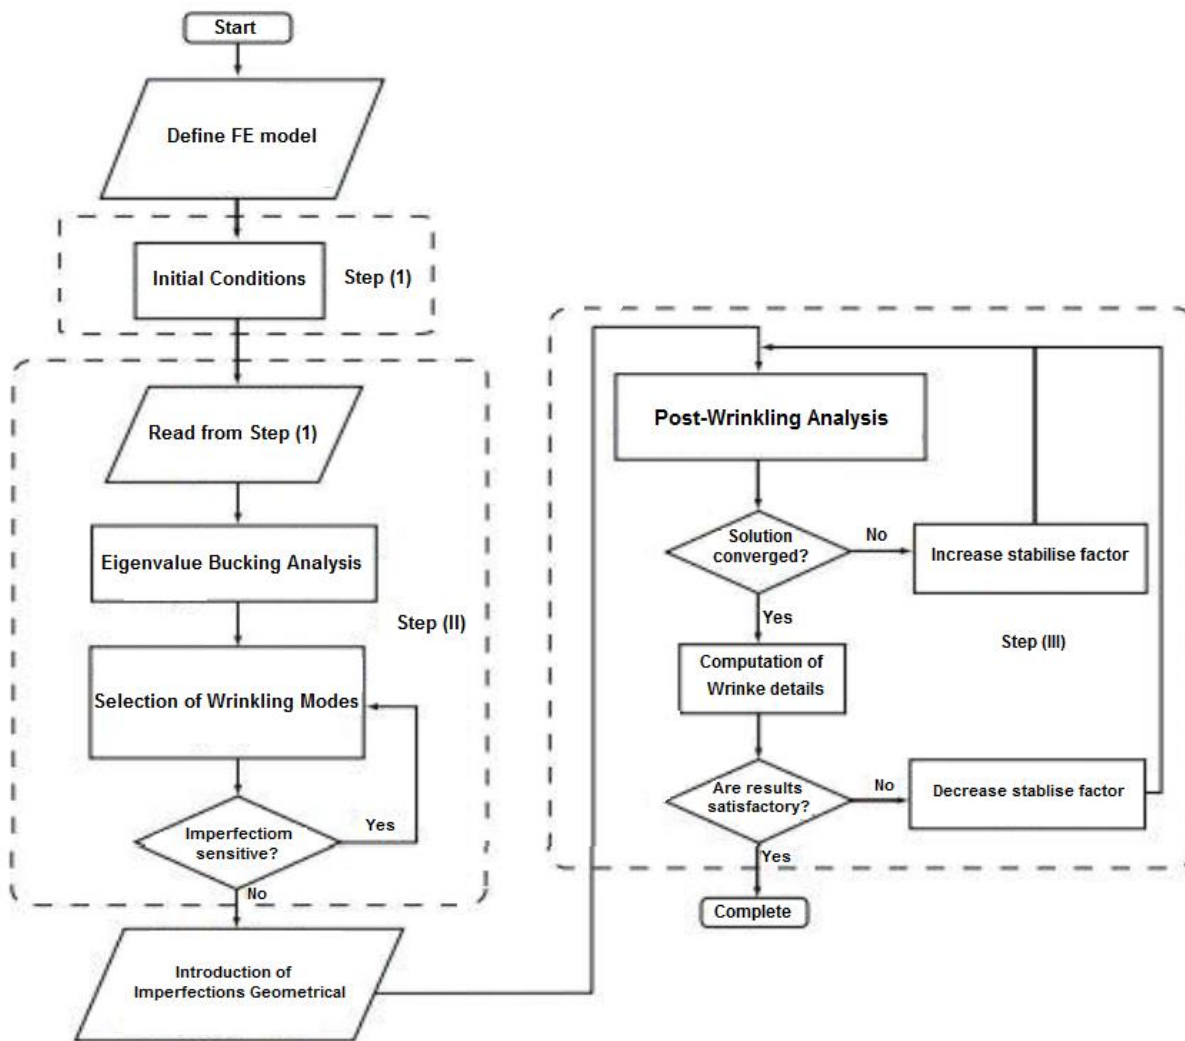 Start
Define FE model
Initial Conditions
Step (1)
Read from Step (1)
Eigenvalue Bucking Analysis
Step (II)
Selection of Wrinkling Modes
Imperfectiom
sensitive?
Yes
No
Introduction of
Imperfections Geometrical
Post-Wrinkling Analysis
Solution
converged?
No
Increase stabilise factor
Yes
Step (III)
Computation of
Wrinke details
Are results
satisfactory?
No
Decrease stablise factor
Yes
Complete